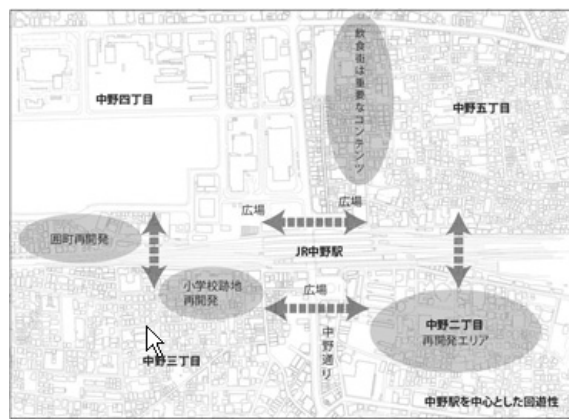 中野四丁目
飲食街は重要なコンテンツ
中野五丁目
広場
広場
囲町再開発
JR中野駅
小学校跡地
再開発
広場
中野通り
中野二丁目
再開発エリア
中野三丁目
中野駅を中心とした回遊性